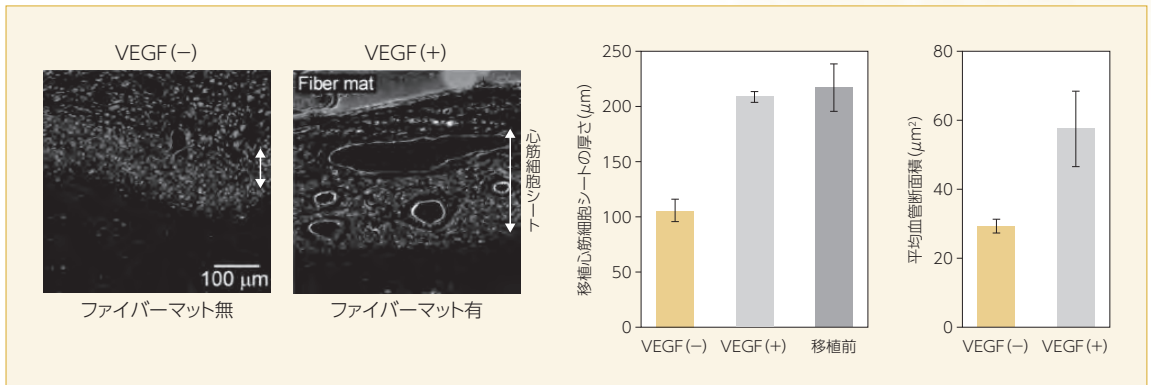 VEGF(−)
VEGF(+)
Fiber mat
100 μm
心筋細胞シート
ファイバーマット無
ファイバーマット有
移植心筋細胞シートの厚さ(μm)
250
200
150
100
50
0
VEGF(−)
VEGF(+)
移植前
平均血管断面積(μm²)
80
60
40
20
0
VEGF(−)
VEGF(+)